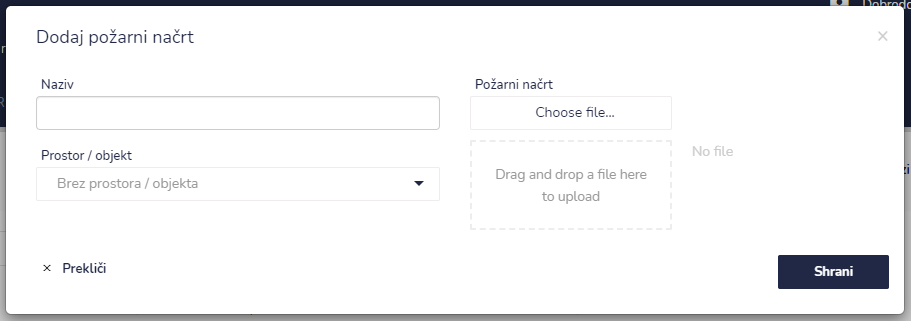 Dodaj požarni načrt
×
Naziv
Požarni načrt
Choose file...
Prostor / objekt
Brez prostora / objekta
Drag and drop a file here
to upload
No file
× Prekliči
Shrani